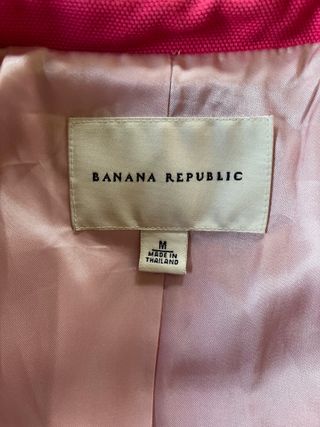 BANANA REPUBLIC
M
MADE IN
THAILAND